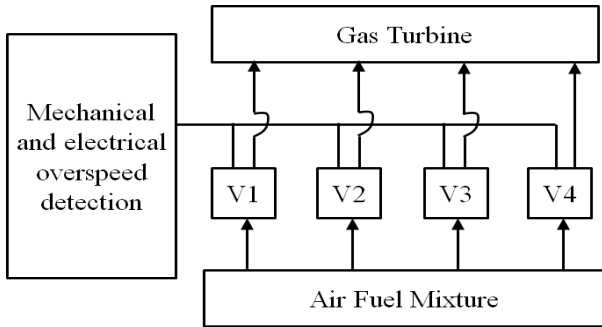 Gas Turbine
Mechanical
and electrical
overspeed
detection
V1
V2
V3
V4
Air Fuel Mixture